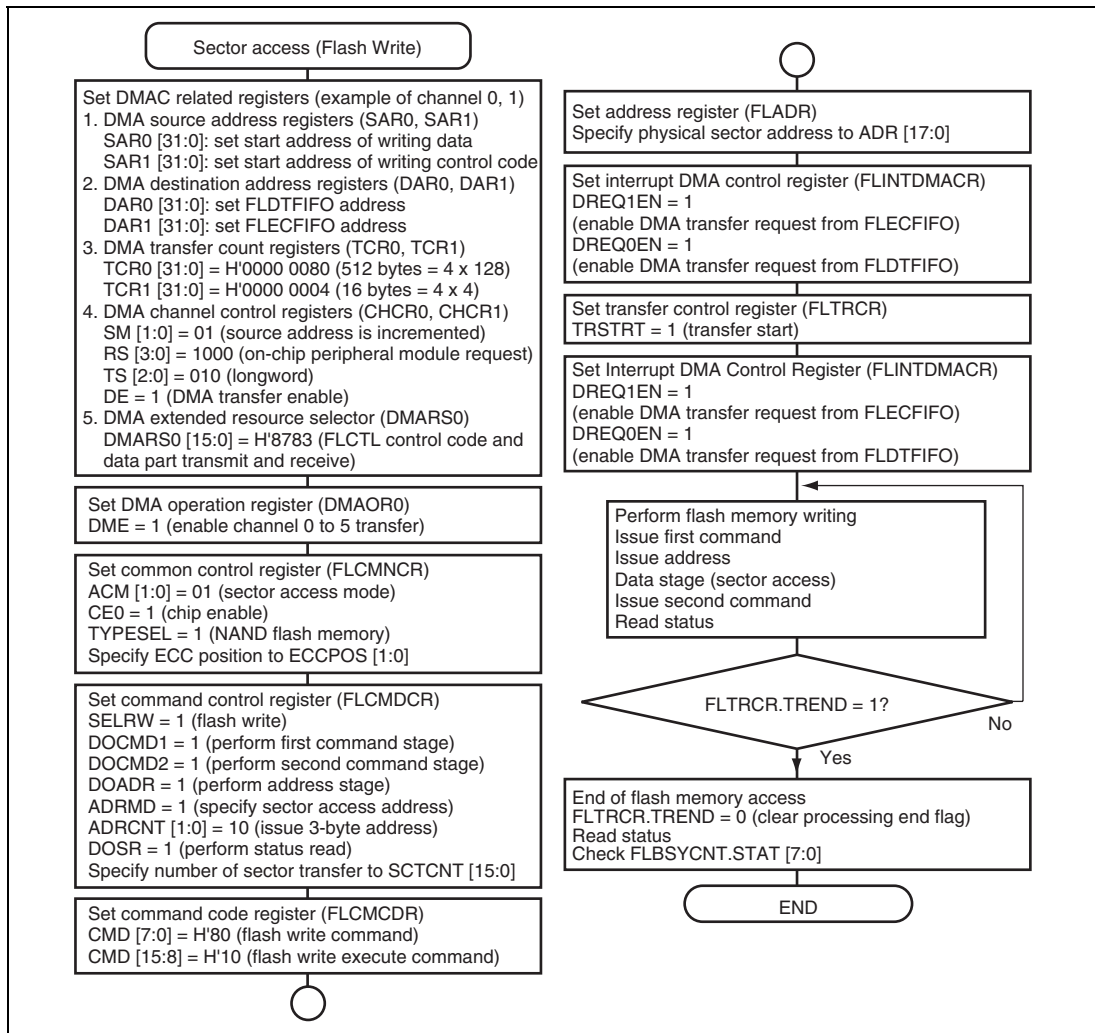 Sector access (Flash Write)
Set DMAC related registers (example of channel 0, 1)
1. DMA source address registers (SAR0, SAR1)
SAR0 [31:0]: set start address of writing data
SAR1 [31:0]: set start address of writing control code
2. DMA destination address registers (DAR0, DAR1)
DAR0 [31:0]: set FLDTFIFO address
DAR1 [31:0]: set FLECFIFO address
3. DMA transfer count registers (TCR0, TCR1)
TCR0 [31:0] = H'0000 0080 (512 bytes = 4 x 128)
TCR1 [31:0] = H'0000 0004 (16 bytes = 4 x 4)
4. DMA channel control registers (CHCR0, CHCR1)
SM [1:0] = 01 (source address is incremented)
RS [3:0] = 1000 (on-chip peripheral module request)
TS [2:0] = 010 (longword)
DE = 1 (DMA transfer enable)
5. DMA extended resource selector (DMARS0)
DMARS0 [15:0] = H'8783 (FLCTL control code and
data part transmit and receive)
Set DMA operation register (DMAOR0)
DME = 1 (enable channel 0 to 5 transfer)
Set common control register (FLCMNCR)
ACM [1:0] = 01 (sector access mode)
CE0 = 1 (chip enable)
TYPESEL = 1 (NAND flash memory)
Specify ECC position to ECCPOS [1:0]
Set command control register (FLCMDCR)
SELRW = 1 (flash write)
DOCMD1 = 1 (perform first command stage)
DOCMD2 = 1 (perform second command stage)
DOADR = 1 (perform address stage)
ADRMD = 1 (specify sector access address)
ADRCNT [1:0] = 10 (issue 3-byte address)
DOSR = 1 (perform status read)
Specify number of sector transfer to SCTCNT [15:0]
Set command code register (FLCMCDR)
CMD [7:0] = H'80 (flash write command)
CMD [15:8] = H'10 (flash write execute command)
Set address register (FLADR)
Specify physical sector address to ADR [17:0]
Set interrupt DMA control register (FLINTDMACR)
DREQ1EN = 1
(enable DMA transfer request from FLECFIFO)
DREQ0EN = 1
(enable DMA transfer request from FLDTFIFO)
Set transfer control register (FLTRCR)
TRSTRT = 1 (transfer start)
Set Interrupt DMA Control Register (FLINTDMACR)
DREQ1EN = 1
(enable DMA transfer request from FLECFIFO)
DREQ0EN = 1
(enable DMA transfer request from FLDTFIFO)
Perform flash memory writing
Issue first command
Issue address
Data stage (sector access)
Issue second command
Read status
FLTRCR.TREND = 1?
No
Yes
End of flash memory access
FLTRCR.TREND = 0 (clear processing end flag)
Read status
Check FLBSYCNT.STAT [7:0]
END